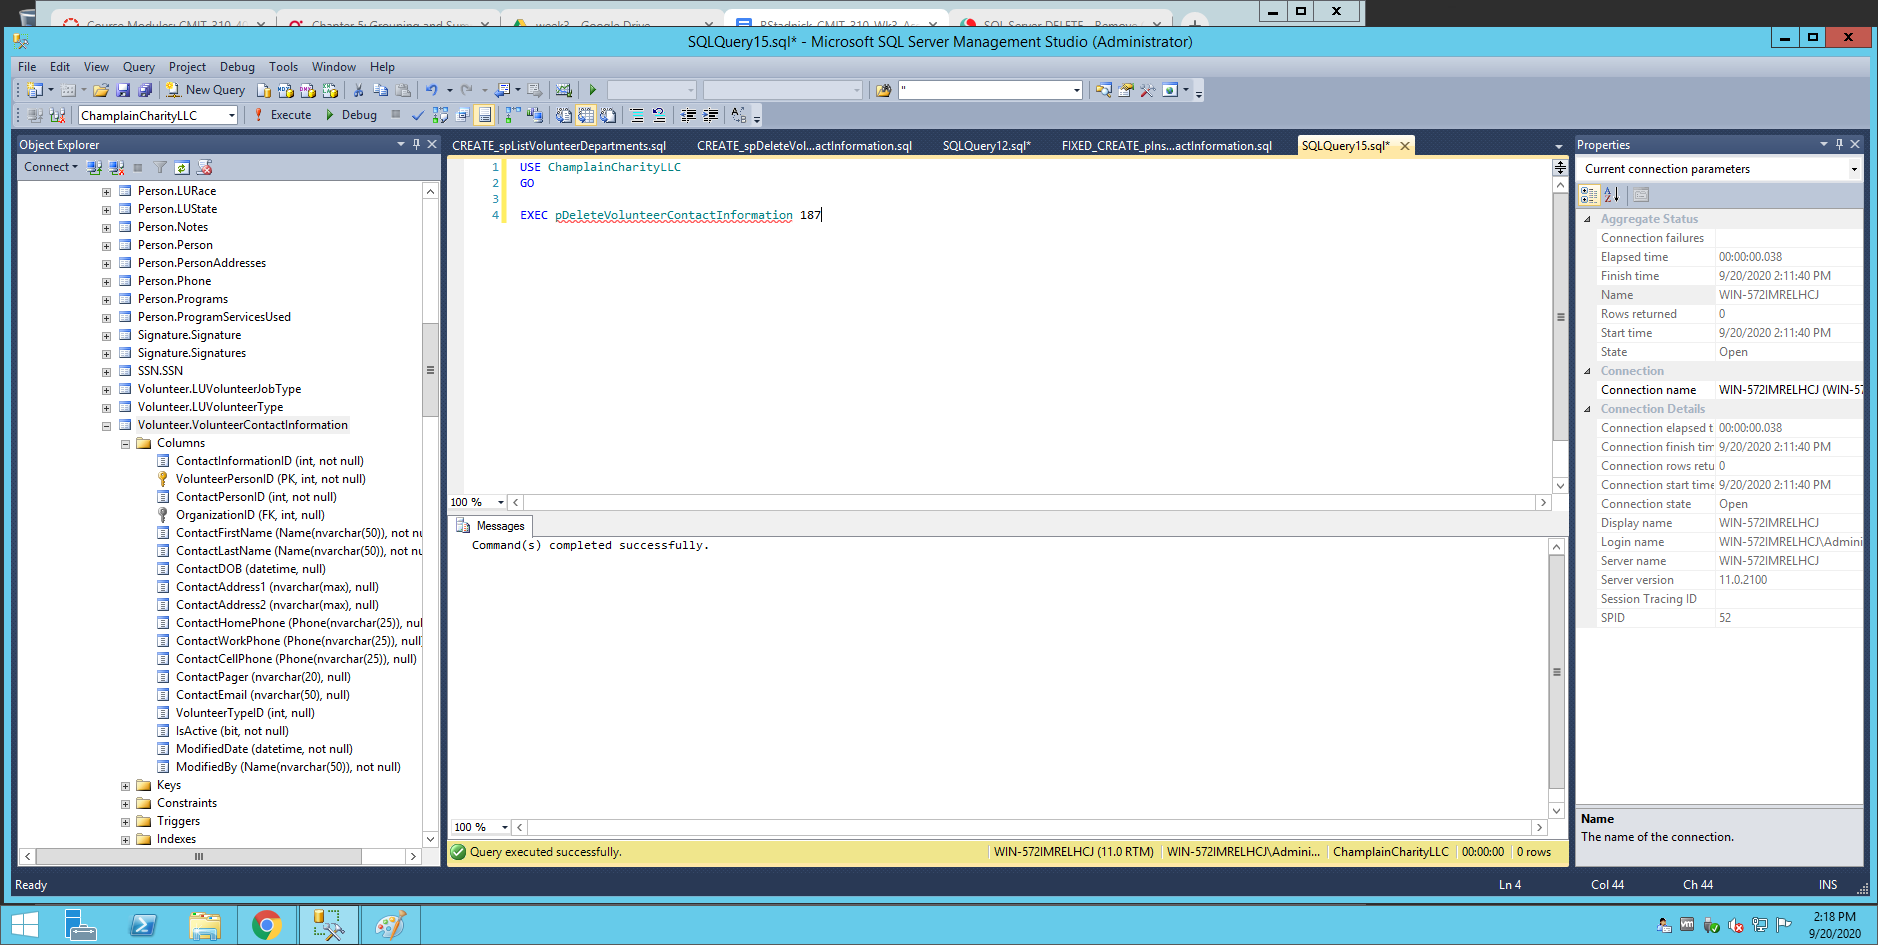 Chapter 5: Grouping and Sum
week3 - Google Drive
SQLQuery15.sql* - Microsoft SQL Server Management Studio (Administrator)
File Edit View Query Project Debug Tools Window Help
New Query "
ChamplainCharityLLC Execute Debug
Object Explorer
Connect
Person.LURace
Person.LUState
Person.Notes
Person.Person
Person.PersonAddresses
Person.Phone
Person.Programs
Person.ProgramServicesUsed
Signature.Signature
Signature.Signatures
SSN.SSN
Volunteer.LUVolunteerJobType
Volunteer.LUVolunteerType
Volunteer.VolunteerContactInformation
Columns
ContactInformationID (int, not null)
VolunteerPersonID (PK, int, not null)
ContactPersonID (int, not null)
OrganizationID (FK, int, null)
ContactFirstName (Name(nvarchar(50)), not nu
ContactLastName (Name(nvarchar(50)), not nu
ContactDOB (datetime, null)
ContactAddress1 (nvarchar(max), null)
ContactAddress2 (nvarchar(max), null)
ContactHomePhone (Phone(nvarchar(25)), nul
ContactWorkPhone (Phone(nvarchar(25)), null
ContactCellPhone (Phone(nvarchar(25)), null)
ContactPager (nvarchar(20), null)
ContactEmail (nvarchar(50), null)
VolunteerTypeID (int, null)
IsActive (bit, not null)
ModifiedDate (datetime, not null)
ModifiedBy (Name(nvarchar(50)), not null)
Keys
Constraints
Triggers
Indexes
CREATE_spListVolunteerDepartments.sql CREATE_spDeleteVol...actInformation.sql SQLQuery12.sql* FIXED_CREATE_pIns...actInformation.sql SQLQuery15.sql*
1 USE ChamplainCharityLLC
2 GO
3
4 EXEC pDeleteVolunteerContactInformation 187
100 %
Messages
Command(s) completed successfully.
100 %
Query executed successfully. WIN-572IMRELHCJ (11.0 RTM) WIN-572IMRELHCJ\Admini... ChamplainCharityLLC 00:00:00 0 rows
Properties
Current connection parameters
Aggregate Status
Connection failures
Elapsed time 00:00:00.038
Finish time 9/20/2020 2:11:40 PM
Name WIN-572IMRELHCJ
Rows returned 0
Start time 9/20/2020 2:11:40 PM
State Open
Connection
Connection name WIN-572IMRELHCJ (WIN-57
Connection Details
Connection elapsed t 00:00:00.038
Connection finish tim 9/20/2020 2:11:40 PM
Connection rows retu 0
Connection start time 9/20/2020 2:11:40 PM
Connection state Open
Display name WIN-572IMRELHCJ
Login name WIN-572IMRELHCJ\Admini
Server name WIN-572IMRELHCJ
Server version 11.0.2100
Session Tracing ID
SPID 52
Name
The name of the connection.
Ready Ln 4 Col 44 Ch 44 INS
2:18 PM
9/20/2020